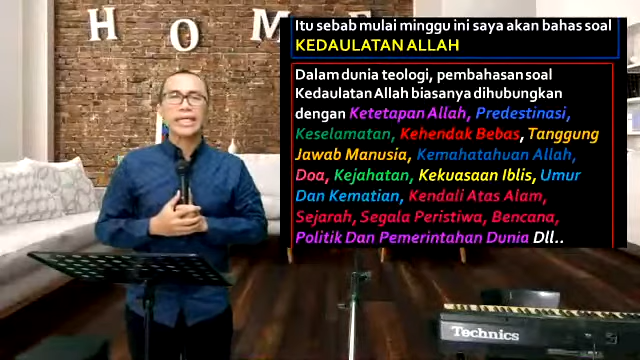 HOME
Itu sebab mulai minggu ini saya akan bahas soal
KEDAULATAN ALLAH
Dalam dunia teologi, pembahasan soal
Kedaulatan Allah biasanya dihubungkan
dengan Ketetapan Allah, Predestinasi,
Keselamatan, Kehendak Bebas, Tanggung
Jawab Manusia, Kemahatahuan Allah,
Doa, Kejahatan, Kekuasaan Iblis, Umur
Dan Kematian, Kendali Atas Alam,
Sejarah, Segala Peristiwa, Bencana,
Politik Dan Pemerintahan Dunia Dll..
Technics